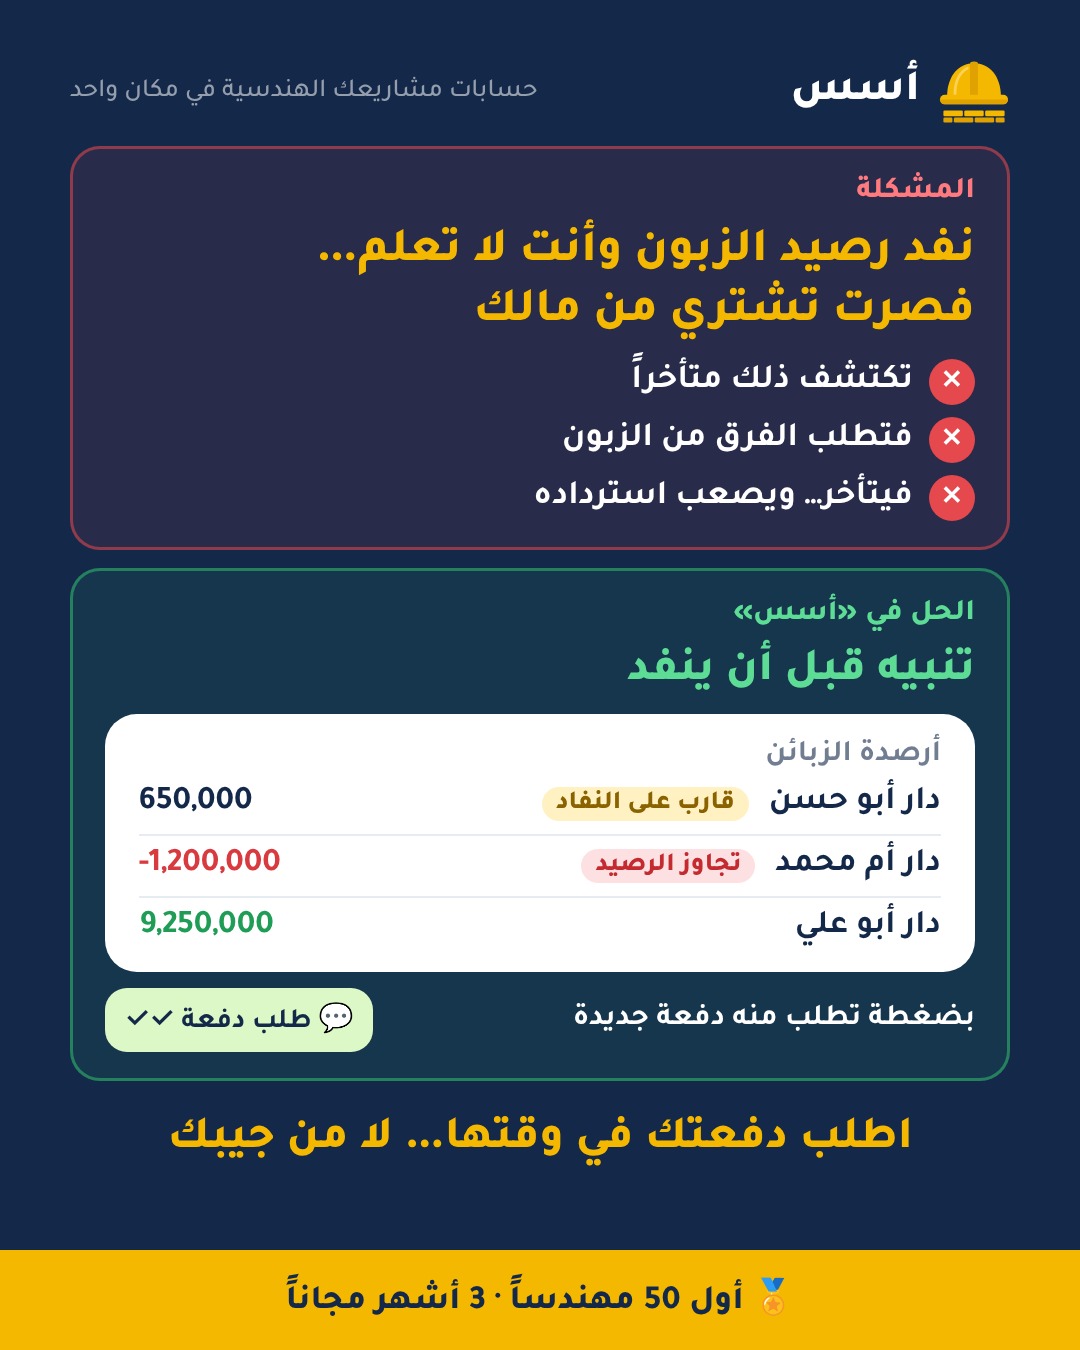 أسس
حسابات مشاريعك الهندسية في مكان واحد
المشكلة
نفد رصيد الزبون وأنت لا تعلم...
فصرت تشتري من مالك
تكتشف ذلك متأخراً
فتطلب الفرق من الزبون
فيتأخر... ويصعب استرداده
الحل في «أسس»
تنبيه قبل أن ينفد
أرصدة الزبائن
دار أبو حسن قارب على النفاد 650,000
دار أم محمد تجاوز الرصيد -1,200,000
دار أبو علي 9,250,000
بضغطة تطلب منه دفعة جديدة
💬 طلب دفعة ✓✓
اطلب دفعتك في وقتها... لا من جيبك
🏅 أول 50 مهندساً · 3 أشهر مجاناً